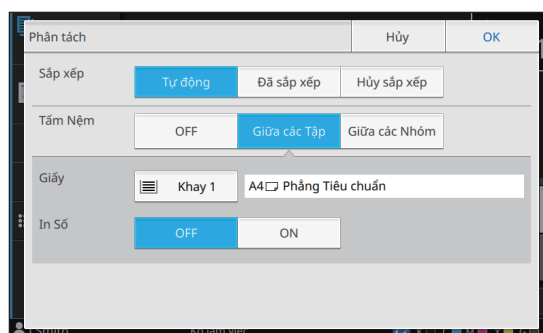 Phân tách Hủy OK
Sắp xếp Tự động Đã sắp xếp Hủy sắp xếp
Tấm Nệm OFF Giữa các Tập Giữa các Nhóm
Giấy Khay 1 A4 Phẳng Tiêu chuẩn
In Số OFF ON